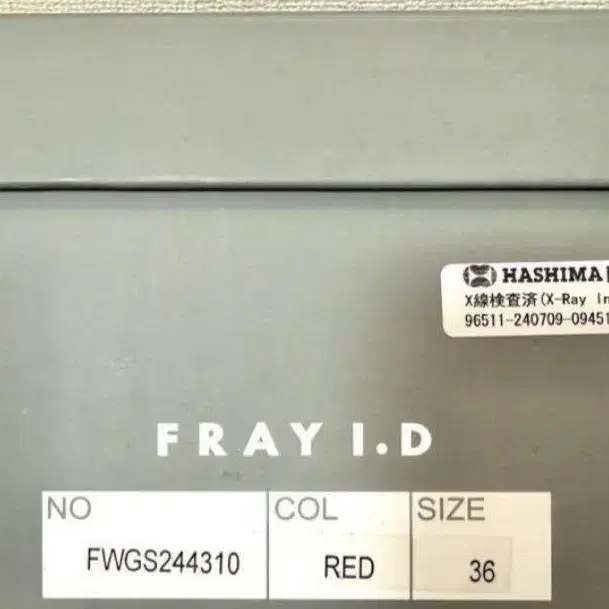 HASHIMA
X線検査済(X-Ray In
96511-240709-09451
FRAY I.D
NO COL SIZE
FWGS244310 RED 36